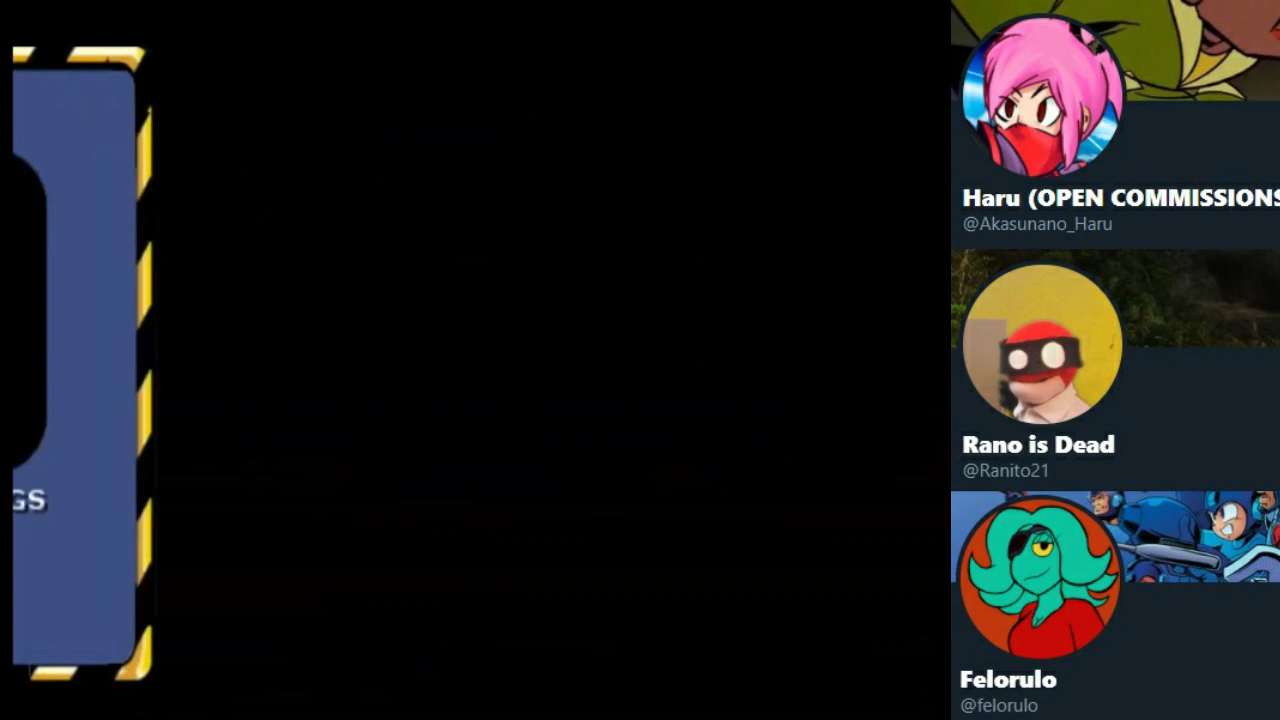 GS
Haru (OPEN COMMISSIONS
@Akasunano_Haru
Rano is Dead
@Ranito21
Felorulo
@felorulo